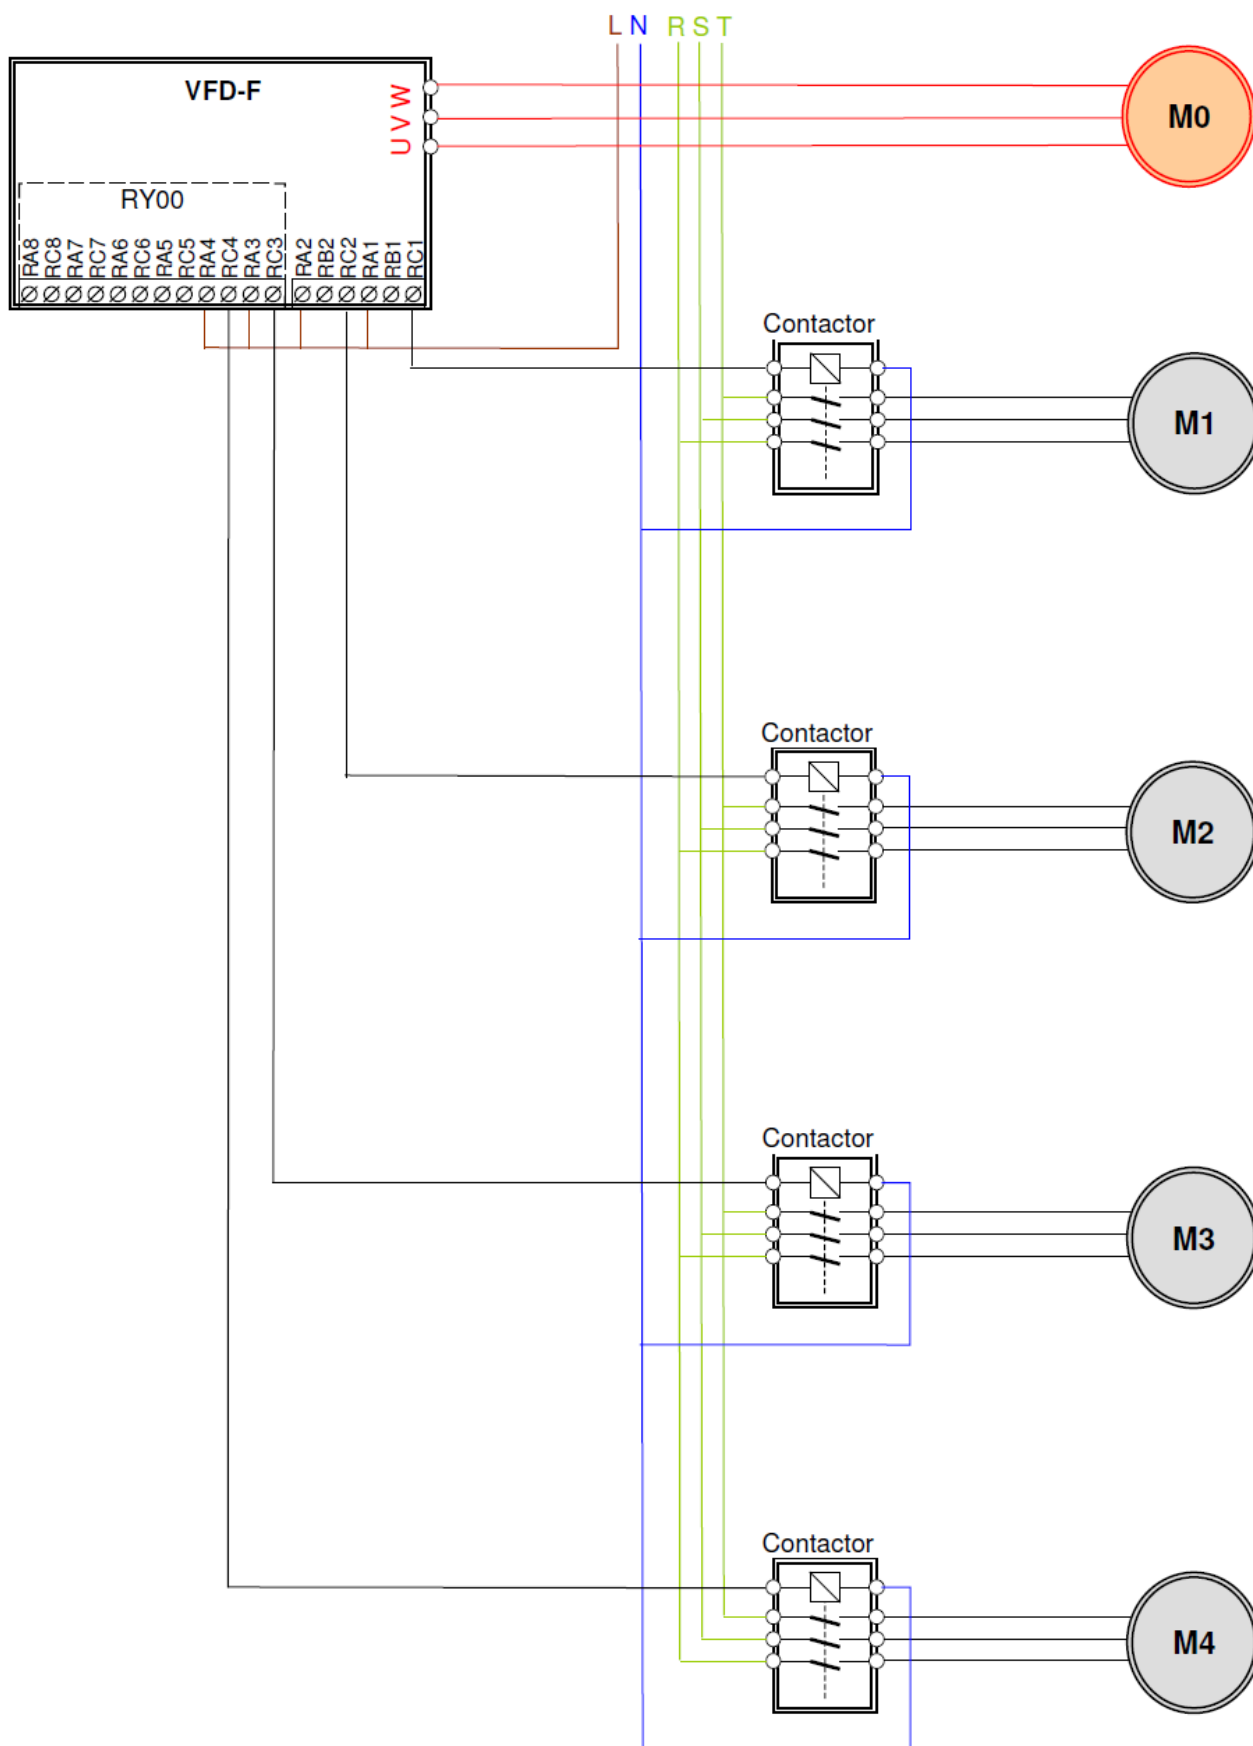 L N R S T
VFD-F
U V W
M0
RY00
RA8 RC8 RA7 RC7 RA6 RC6 RA5 RC5 RA4 RC4 RA3 RC3 RA2 RB2 RC2 RA1 RB1 RC1
Contactor
M1
Contactor
M2
Contactor
M3
Contactor
M4